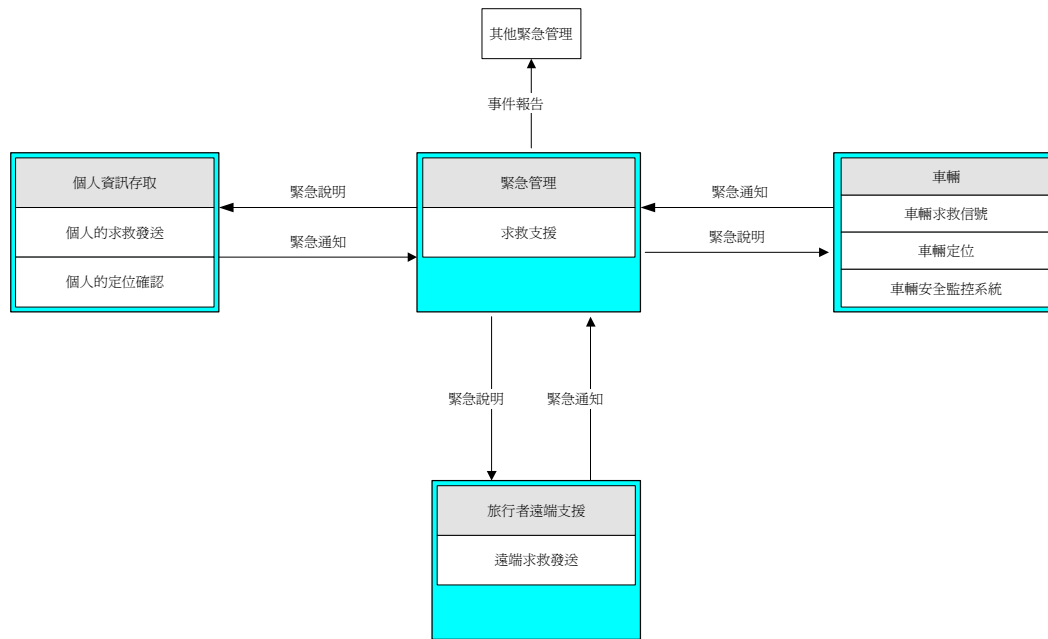 其他緊急管理
事件報告
個人資訊存取
個人的求救發送
個人的定位確認
緊急說明
緊急通知
緊急管理
求救支援
緊急通知
緊急說明
車輛
車輛求救信號
車輛定位
車輛安全監控系統
緊急說明
緊急通知
旅行者遠端支援
遠端求救發送